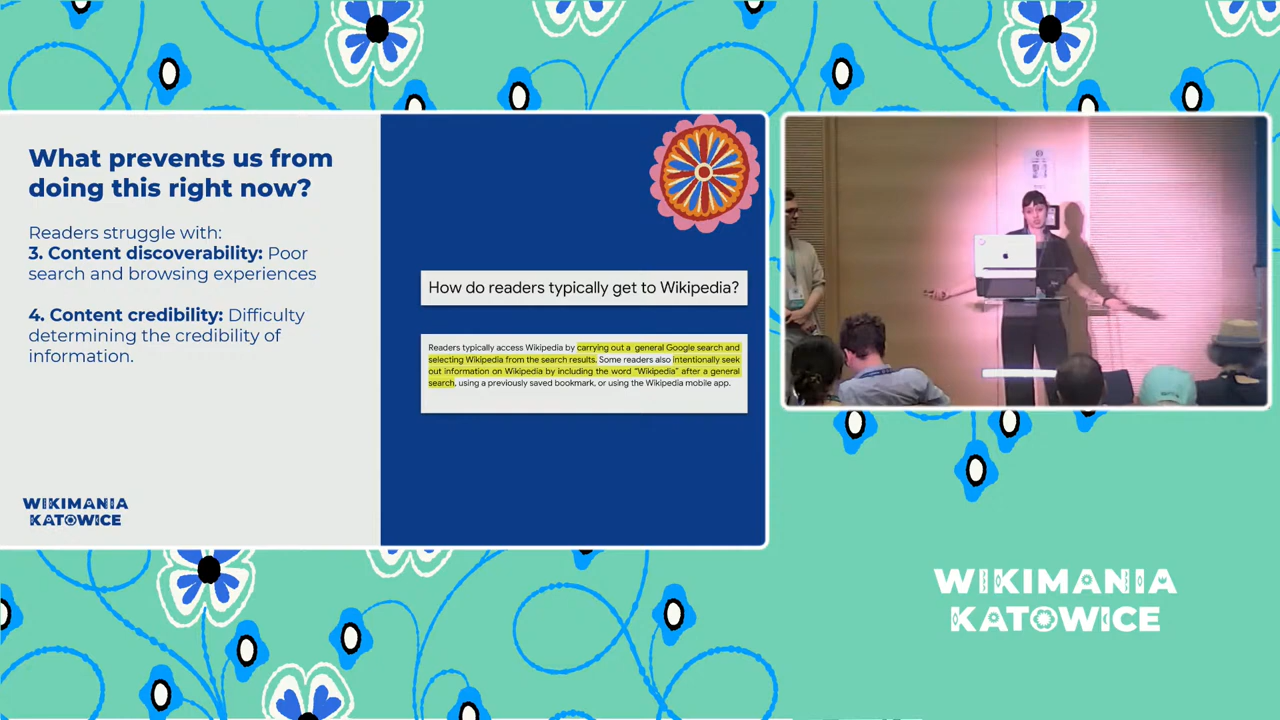 What prevents us from
doing this right now?
Readers struggle with:
3. Content discoverability: Poor
search and browsing experiences
4. Content credibility: Difficulty
determining the credibility of
information.
WIKIMANIA
KATOWICE
How do readers typically get to Wikipedia?
Readers typically access Wikipedia by carrying out a general Google search and
selecting Wikipedia from the search results. Some readers also intentionally seek
out information on Wikipedia by including the word "Wikipedia" after a general
search, using a previously saved bookmark, or using the Wikipedia mobile app.
WIKIMANIA
KATOWICE